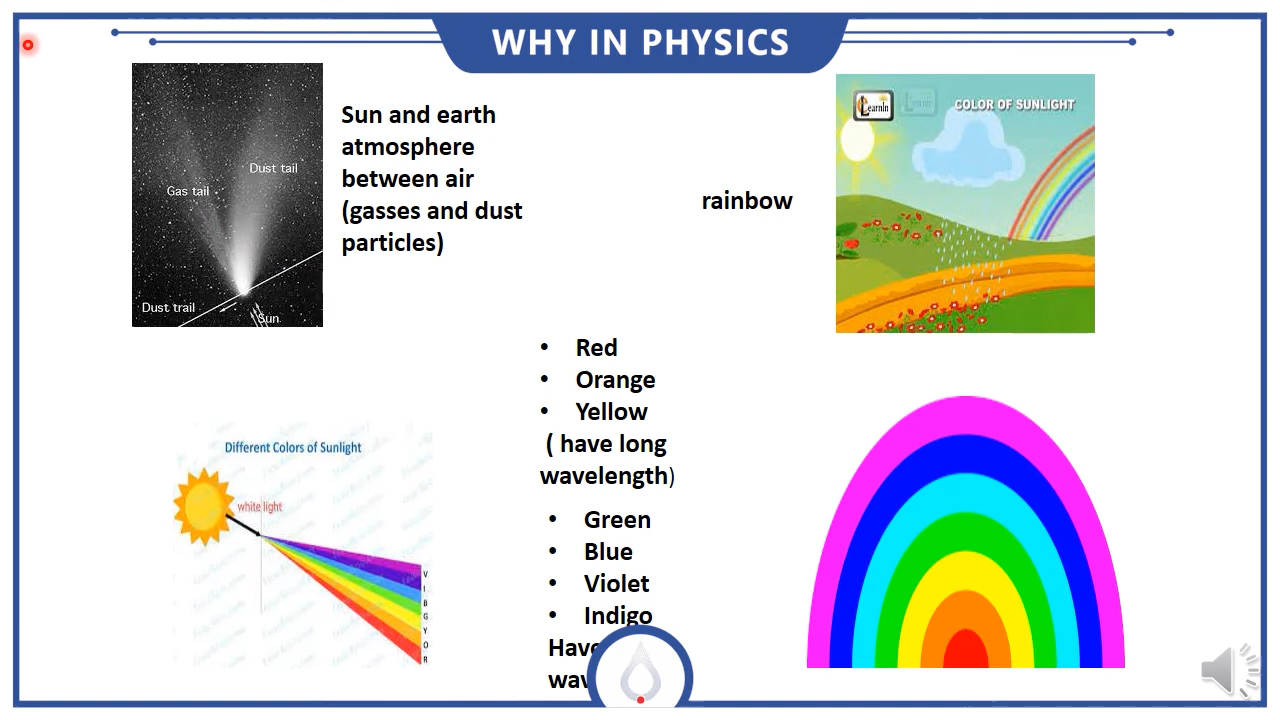 WHY IN PHYSICS
Dust tail
Gas tail
Dust trail
Sun
Sun and earth
atmosphere
between air
(gasses and dust
particles)
rainbow
LearnIn
COLOR OF SUNLIGHT
Red
Orange
Yellow
( have long
wavelength)
Different Colors of Sunlight
white light
V
I
B
G
Y
O
R
Green
Blue
Violet
Indigo
Have